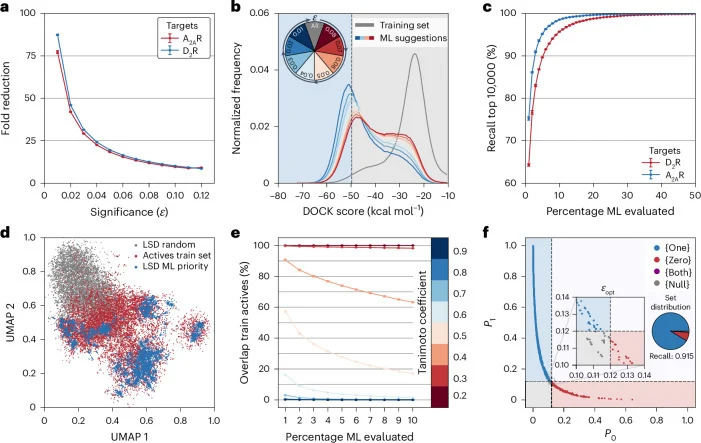 a
100
75
50
25
0
Fold reduction
0
0.02
0.04
0.06
0.08
0.10
0.12
Significance (ε)
Targets
A2AR
D2R
b
0.06
0.04
0.02
0
Normalized frequency
−80
−70
−60
−50
−40
−30
−20
−10
DOCK score (kcal mol−1)
ε
All
Training set
ML suggestions
c
100
90
80
70
60
Recall top 10,000 (%)
0
10
20
30
40
50
Percentage ML evaluated
Targets
D2R
A2AR
d
1.0
0.8
0.6
0.4
0.2
0
UMAP 2
0
0.2
0.4
0.6
0.8
1.0
UMAP 1
LSD random
Actives train set
LSD ML priority
e
100
80
60
40
20
0
Overlap train actives (%)
1
2
3
4
5
6
7
8
9
10
Percentage ML evaluated
Tanimoto coefficient
0.9
0.8
0.7
0.6
0.5
0.4
0.3
0.2
f
1.0
0.8
0.6
0.4
0.2
0
P1
0
0.2
0.4
0.6
0.8
1.0
P0
{One}
{Zero}
{Both}
{Null}
εopt
0.14
0.13
0.12
0.11
0.10
0.10
0.11
0.12
0.13
0.14
Set
distribution
Recall: 0.915